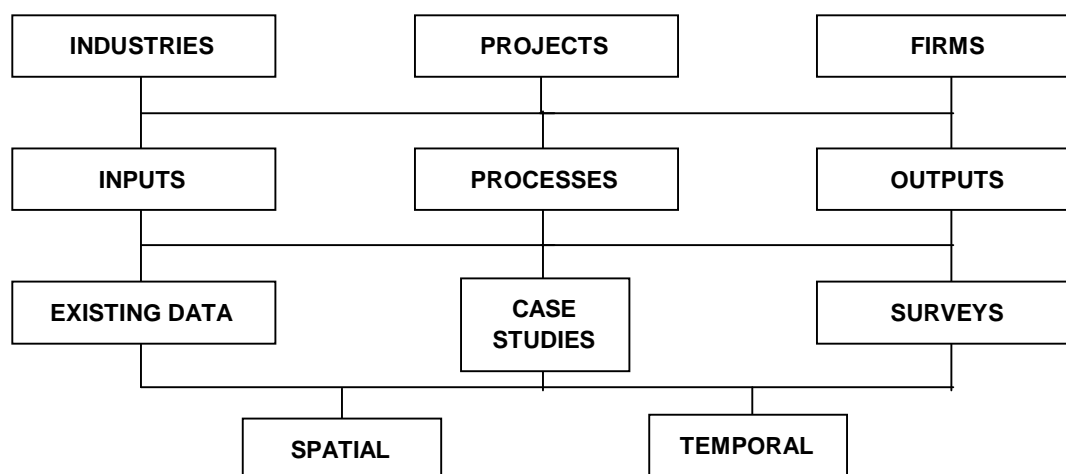 INDUSTRIES
PROJECTS
FIRMS
INPUTS
PROCESSES
OUTPUTS
EXISTING DATA
CASE
STUDIES
SURVEYS
SPATIAL
TEMPORAL